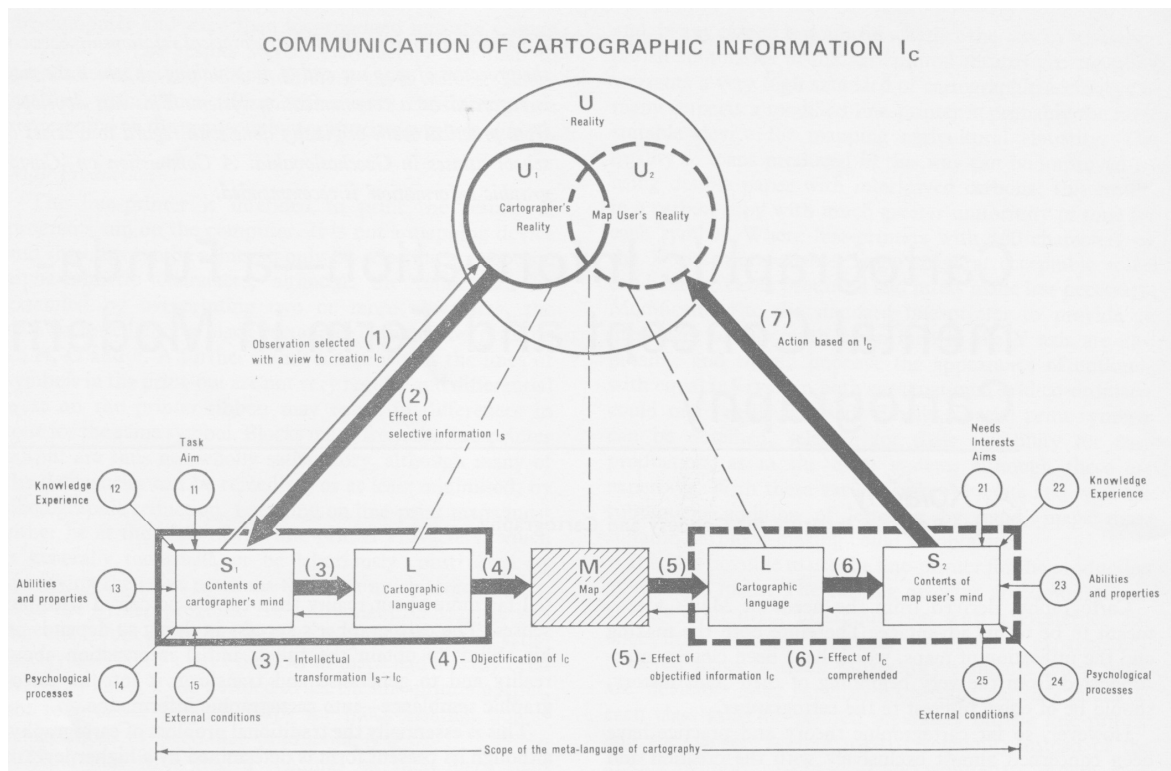 COMMUNICATION OF CARTOGRAPHIC INFORMATION Ic
U
Reality
U₁
Cartographer's
Reality
U₂
Map User's Reality
(1)
Observation selected
with a view to creation Ic
(2)
Effect of
selective information Is
(7)
Action based on Ic
Task
Aim
Knowledge
Experience
12
11
Abilities
and properties
13
Psychological
processes
14
15
External conditions
S₁
Contents of
cartographer's mind
(3)
L
Cartographic
language
(4)
M
Map
(5)
L
Cartographic
language
(6)
S₂
Contents of
map user's mind
Needs
Interests
Aims
21
22
Knowledge
Experience
23
Abilities
and properties
24
Psychological
processes
25
External conditions
(3) - Intellectual
transformation Is → Ic
(4) - Objectification of Ic
(5) - Effect of
objectified information Ic
(6) - Effect of Ic
comprehended
Scope of the meta-language of cartography